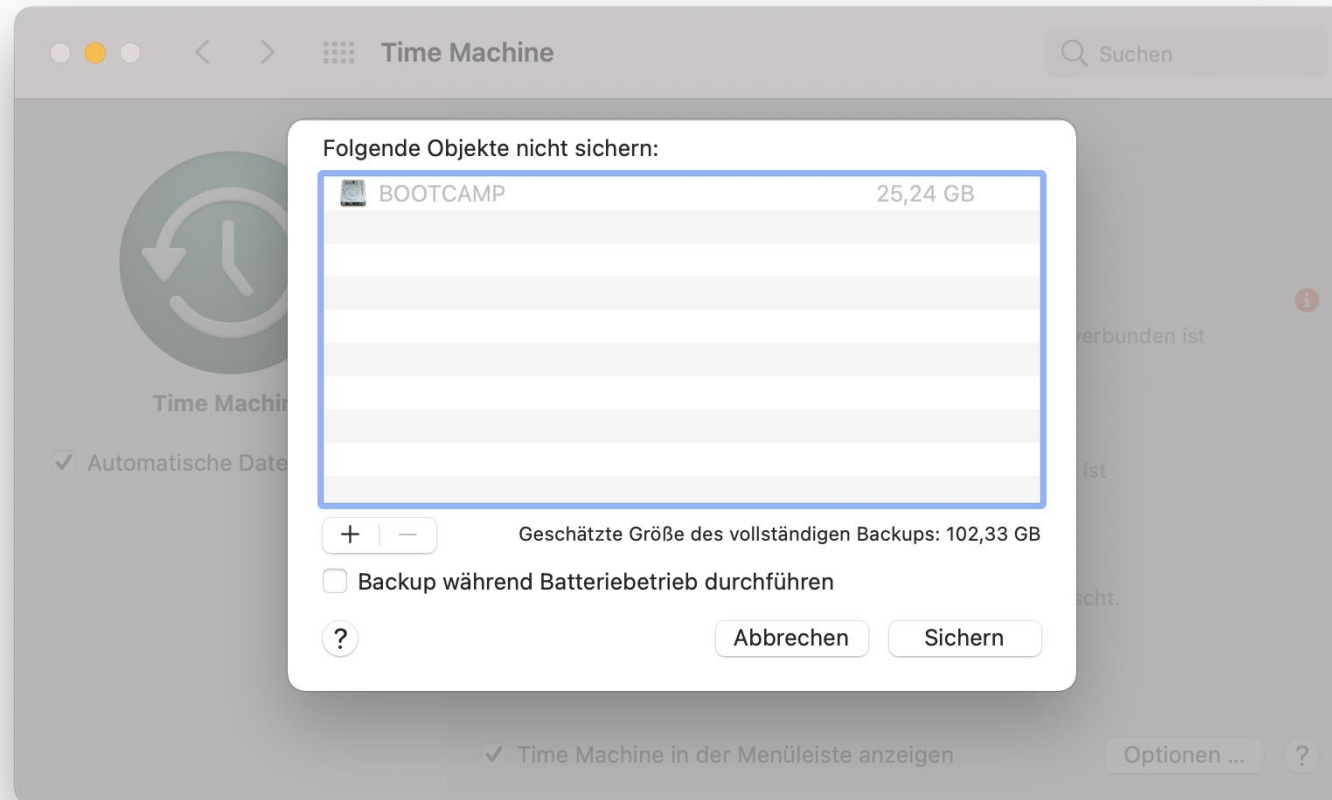 Time Machine
Suchen
Folgende Objekte nicht sichern:
BOOTCAMP 25,24 GB
verbunden ist
Time Machin
Automatische Date
ist
+ − Geschätzte Größe des vollständigen Backups: 102,33 GB
Backup während Batteriebetrieb durchführen
scht.
? Abbrechen Sichern
Time Machine in der Menüleiste anzeigen Optionen ... ?